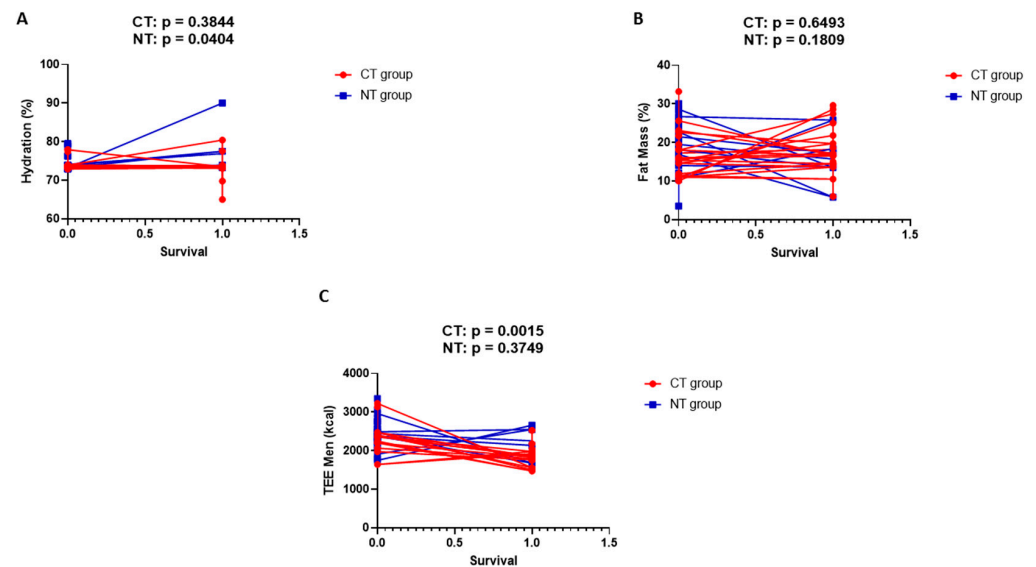 A
CT: p = 0.3844
NT: p = 0.0404
100
90
80
70
60
Hydration (%)
0.0 0.5 1.0 1.5
Survival
CT group
NT group
B
CT: p = 0.6493
NT: p = 0.1809
40
30
20
10
0
Fat Mass (%)
0.0 0.5 1.0 1.5
Survival
CT group
NT group
C
CT: p = 0.0015
NT: p = 0.3749
4000
3000
2000
1000
0
TEE Men (kcal)
0.0 0.5 1.0 1.5
Survival
CT group
NT group